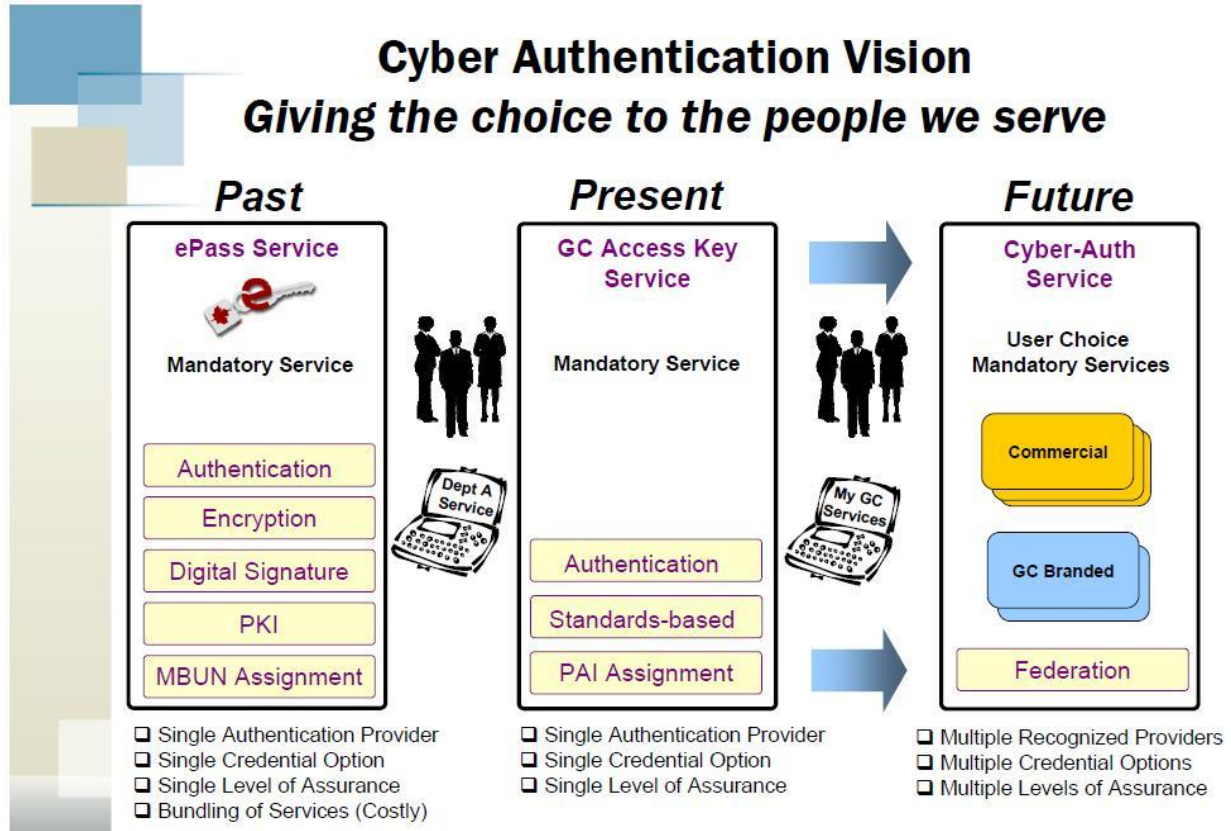 Cyber Authentication Vision
Giving the choice to the people we serve
Past
ePass Service
e
Mandatory Service
Authentication
Encryption
Digital Signature
PKI
MBUN Assignment
❑ Single Authentication Provider
❑ Single Credential Option
❑ Single Level of Assurance
❑ Bundling of Services (Costly)
Dept A
Service
Present
GC Access Key
Service
Mandatory Service
Authentication
Standards-based
PAI Assignment
❑ Single Authentication Provider
❑ Single Credential Option
❑ Single Level of Assurance
My GC
Services
Future
Cyber-Auth
Service
User Choice
Mandatory Services
Commercial
GC Branded
Federation
❑ Multiple Recognized Providers
❑ Multiple Credential Options
❑ Multiple Levels of Assurance